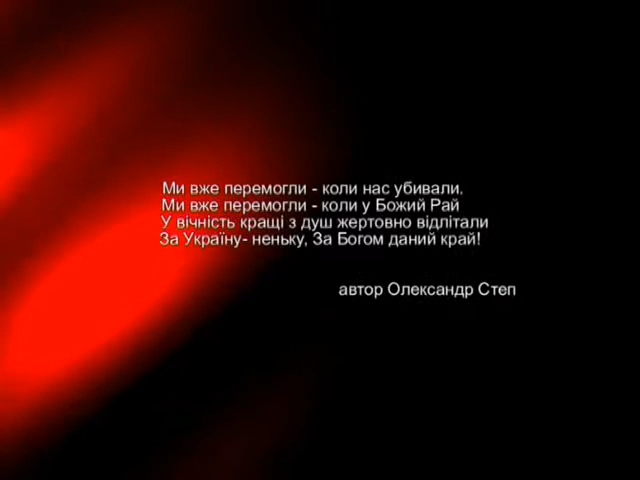 Ми вже перемогли - коли нас убивали.
Ми вже перемогли - коли у Божий Рай
У вічність кращі з душ жертовно відлітали
За Україну- неньку, За Богом даний край!
автор Олександр Степ